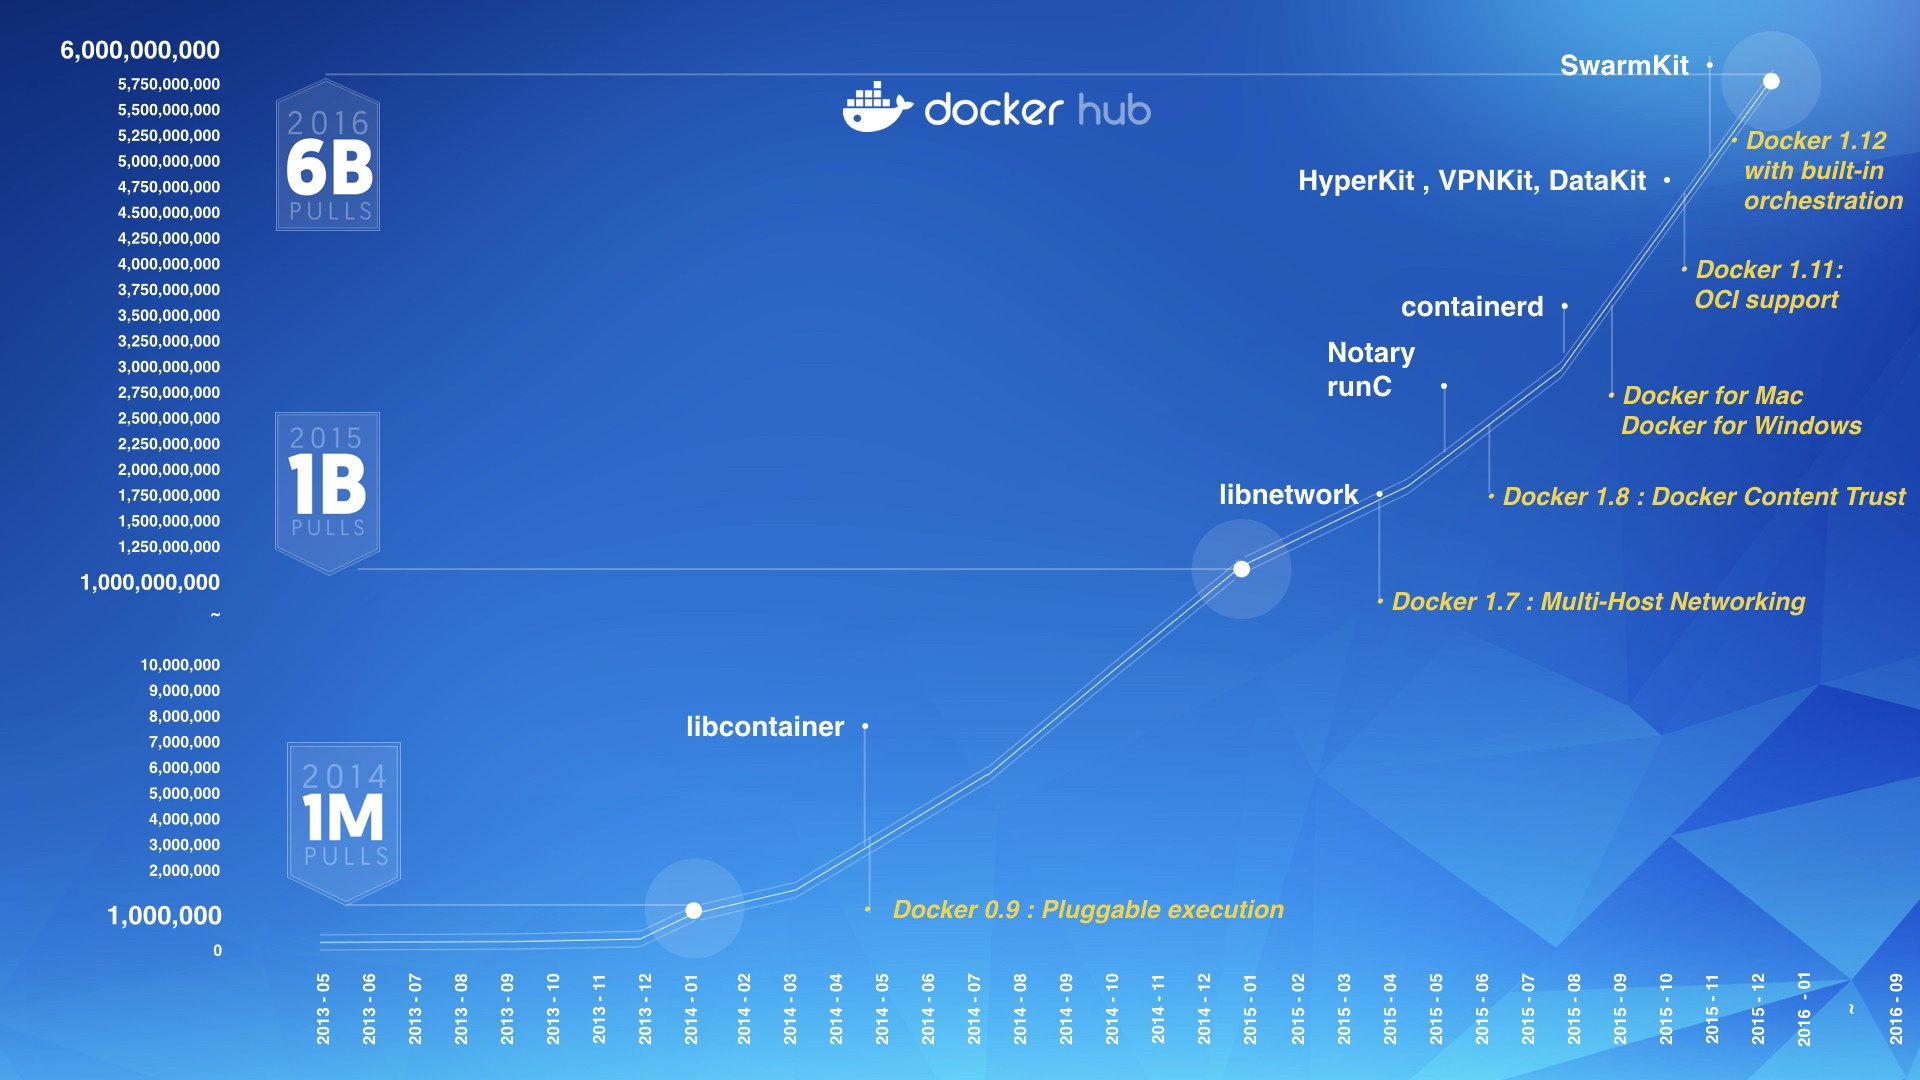 6,000,000,000
5,750,000,000
5,500,000,000
5,250,000,000
5,000,000,000
4,750,000,000
4.500,000,000
4,250,000,000
4,000,000,000
3,750,000,000
3,500,000,000
3,250,000,000
3,000,000,000
2,750,000,000
2,500,000,000
2,250,000,000
2,000,000,000
1,750,000,000
1,500,000,000
1,250,000,000
1,000,000,000
~
10,000,000
9,000,000
8,000,000
7,000,000
6,000,000
5,000,000
4,000,000
3,000,000
2,000,000
1,000,000
0
2016
6B
PULLS
2015
1B
PULLS
2014
1M
PULLS
docker hub
SwarmKit
Docker 1.12
with built-in
orchestration
HyperKit , VPNKit, DataKit
Docker 1.11:
OCI support
containerd
Notary
runC
Docker for Mac
Docker for Windows
libnetwork
Docker 1.8 : Docker Content Trust
Docker 1.7 : Multi-Host Networking
libcontainer
Docker 0.9 : Pluggable execution
2013 - 05
2013 - 06
2013 - 07
2013 - 08
2013 - 09
2013 - 10
2013 - 11
2013 - 12
2014 - 01
2014 - 02
2014 - 03
2014 - 04
2014 - 05
2014 - 06
2014 - 07
2014 - 08
2014 - 09
2014 - 10
2014 - 11
2014 - 12
2015 - 01
2015 - 02
2015 - 03
2015 - 04
2015 - 05
2015 - 06
2015 - 07
2015 - 08
2015 - 09
2015 - 10
2015 - 11
2015 - 12
2016 - 01
~
2016 - 09